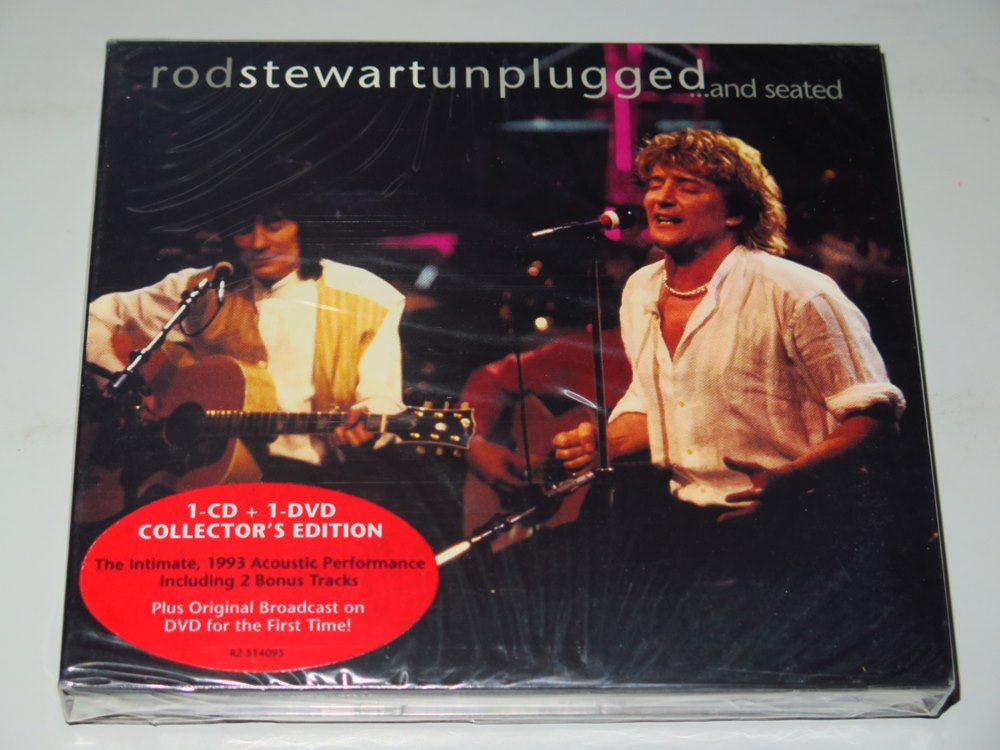 rodstewartunplugged
...and seated
1-CD + 1-DVD
COLLECTOR'S EDITION
The Intimate, 1993 Acoustic Performance
Including 2 Bonus Tracks
Plus Original Broadcast on
DVD for the First Time!
R2 514095